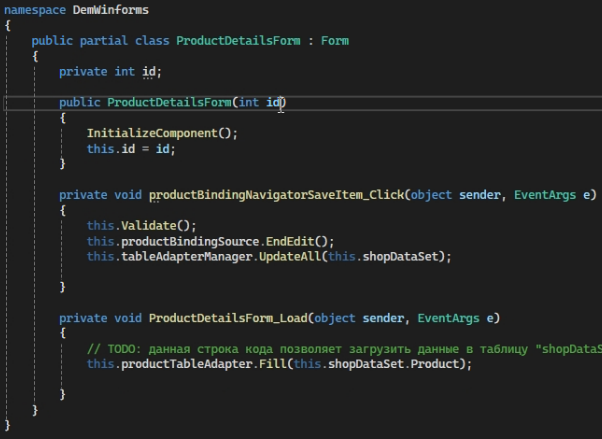 namespace DemWinforms
{
public partial class ProductDetailsForm : Form
{
private int id;
public ProductDetailsForm(int id)
{
InitializeComponent();
this.id = id;
}
private void productBindingNavigatorSaveItem_Click(object sender, EventArgs e)
{
this.Validate();
this.productBindingSource.EndEdit();
this.tableAdapterManager.UpdateAll(this.shopDataSet);
}
private void ProductDetailsForm_Load(object sender, EventArgs e)
{
// TODO: данная строка кода позволяет загрузить данные в таблицу "shopDataS
this.productTableAdapter.Fill(this.shopDataSet.Product);
}
}
}